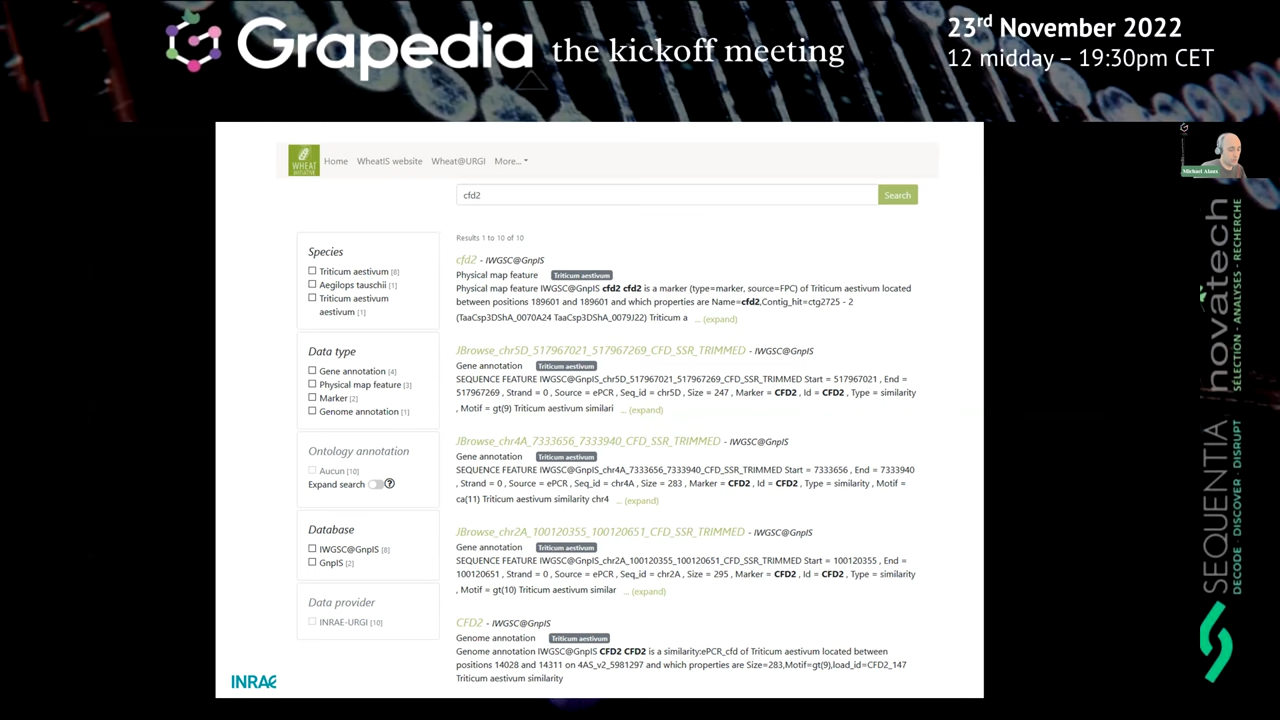 Grapedia the kickoff meeting
23rd November 2022
12 midday – 19:30pm CET
WHEAT
INITIATIVE
Home WheatIS website Wheat@URGI More...
cfd2 Search
Species
Triticum aestivum [8]
Aegilops tauschii [1]
Triticum aestivum
aestivum [1]
Data type
Gene annotation [4]
Physical map feature [3]
Marker [2]
Genome annotation [1]
Ontology annotation
Aucun [10]
Expand search ?
Database
IWGSC@GnpIS [8]
GnpIS [2]
Data provider
INRAE-URGI [10]
Results 1 to 10 of 10
cfd2 - IWGSC@GnpIS
Physical map feature Triticum aestivum
Physical map feature IWGSC@GnpIS cfd2 cfd2 is a marker (type=marker, source=FPC) of Triticum aestivum located
between positions 189601 and 189601 and which properties are Name=cfd2,Contig_hit=ctg2725 - 2
(TaaCsp3DShA_0070A24 TaaCsp3DShA_0079J22) Triticum a ... (expand)
JBrowse_chr5D_517967021_517967269_CFD_SSR_TRIMMED - IWGSC@GnpIS
Gene annotation Triticum aestivum
SEQUENCE FEATURE IWGSC@GnpIS_chr5D_517967021_517967269_CFD_SSR_TRIMMED Start = 517967021 , End =
517967269 , Strand = 0 , Source = ePCR , Seq_id = chr5D , Size = 247 , Marker = CFD2 , Id = CFD2 , Type = similarity
, Motif = gt(9) Triticum aestivum similari ... (expand)
JBrowse_chr4A_7333656_7333940_CFD_SSR_TRIMMED - IWGSC@GnpIS
Gene annotation Triticum aestivum
SEQUENCE FEATURE IWGSC@GnpIS_chr4A_7333656_7333940_CFD_SSR_TRIMMED Start = 7333656 , End = 7333940
, Strand = 0 , Source = ePCR , Seq_id = chr4A , Size = 283 , Marker = CFD2 , Id = CFD2 , Type = similarity , Motif =
ca(11) Triticum aestivum similarity chr4 ... (expand)
JBrowse_chr2A_100120355_100120651_CFD_SSR_TRIMMED - IWGSC@GnpIS
Gene annotation Triticum aestivum
SEQUENCE FEATURE IWGSC@GnpIS_chr2A_100120355_100120651_CFD_SSR_TRIMMED Start = 100120355 , End =
100120651 , Strand = 0 , Source = ePCR , Seq_id = chr2A , Size = 295 , Marker = CFD2 , Id = CFD2 , Type = similarity
, Motif = gt(10) Triticum aestivum similar ... (expand)
CFD2 - IWGSC@GnpIS
Genome annotation Triticum aestivum
Genome annotation IWGSC@GnpIS CFD2 CFD2 is a similarity:ePCR_cfd of Triticum aestivum located between
positions 14028 and 14311 on 4AS_v2_5981297 and which properties are Size=283,Motif=gt(9),load_id=CFD2_147
Triticum aestivum similarity
INRAE
Michael Alaux
novatech
SÉLECTION - ANALYSES - RECHERCHE
SEQUENTIA
DECODE · DISCOVER · DISRUPT